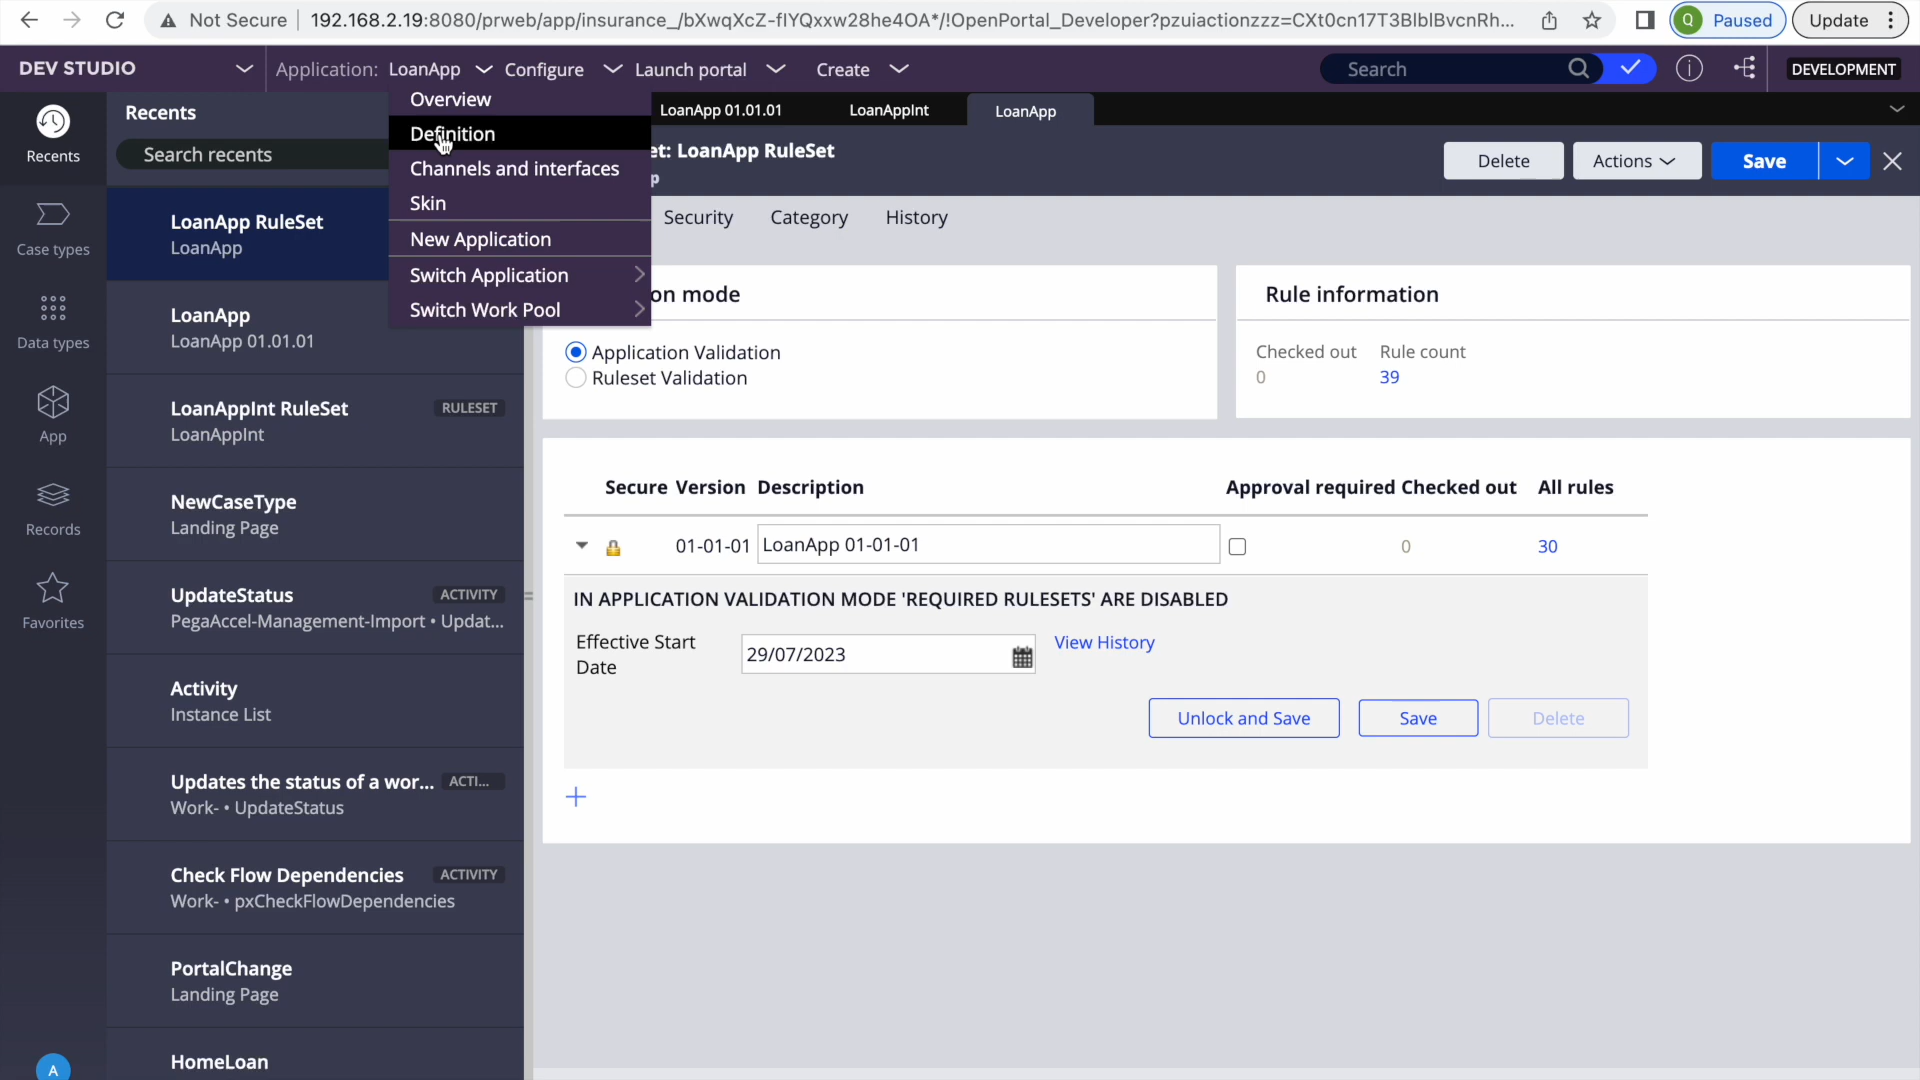 Not Secure 192.168.2.19:8080/prweb/app/insurance_/bXwqXcZ-flYQxxw28he4OA*/!OpenPortal_Developer?pzuiactionzzz=CXt0cn17T3BlblBvcnRh... Q Paused Update
DEV STUDIO Application: LoanApp Configure Launch portal Create Search DEVELOPMENT
Overview
Definition
Channels and interfaces
Skin
New Application
Switch Application
Switch Work Pool
Recents
Case types
Data types
App
Records
Favorites
A
Recents
Search recents
LoanApp RuleSet
LoanApp
LoanApp
LoanApp 01.01.01
LoanAppInt RuleSet RULESET
LoanAppInt
NewCaseType
Landing Page
UpdateStatus ACTIVITY
PegaAccel-Management-Import • Updat...
Activity
Instance List
Updates the status of a wor... ACTI...
Work- • UpdateStatus
Check Flow Dependencies ACTIVITY
Work- • pxCheckFlowDependencies
PortalChange
Landing Page
HomeLoan
LoanApp 01.01.01 LoanAppInt LoanApp
et: LoanApp RuleSet
p
Delete Actions Save
Security Category History
on mode
Application Validation
Ruleset Validation
Rule information
Checked out Rule count
0 39
Secure Version Description Approval required Checked out All rules
01-01-01 LoanApp 01-01-01 0 30
IN APPLICATION VALIDATION MODE 'REQUIRED RULESETS' ARE DISABLED
Effective Start
Date
29/07/2023
View History
Unlock and Save Save Delete